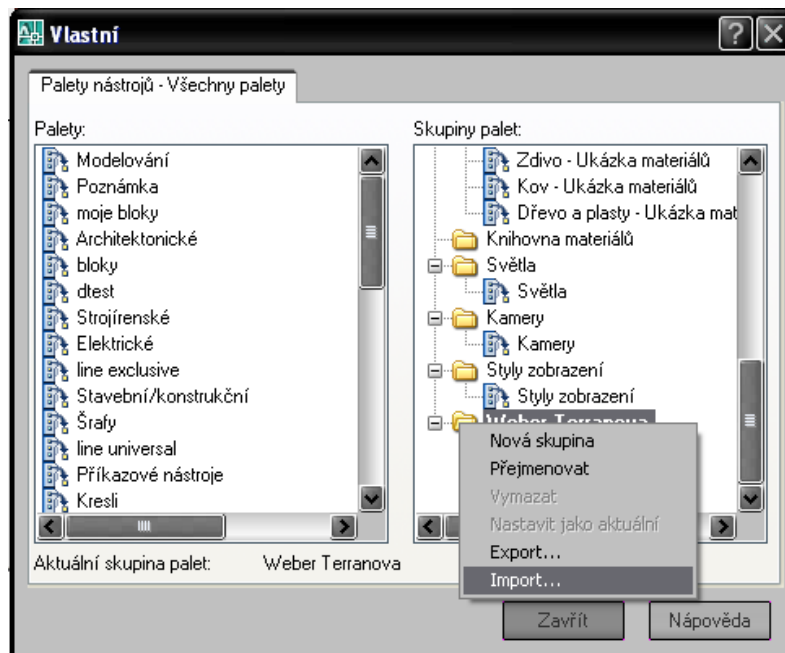 Vlastní
Palety nástrojů - Všechny palety
Palety:
Modelování
Poznámka
moje bloky
Architektonické
bloky
dtest
Strojírenské
Elektrické
line exclusive
Stavební/konstrukční
Šrafy
line universal
Příkazové nástroje
Kresli
Skupiny palet:
Zdivo - Ukázka materiálů
Kov - Ukázka materiálů
Dřevo a plasty - Ukázka mat
Knihovna materiálů
Světla
Světla
Kamery
Kamery
Styly zobrazení
Styly zobrazení
Weber Terranova
Nová skupina
Přejmenovat
Vymazat
Nastavit jako aktuální
Export...
Import...
Aktuální skupina palet: Weber Terranova
Zavřít Nápověda